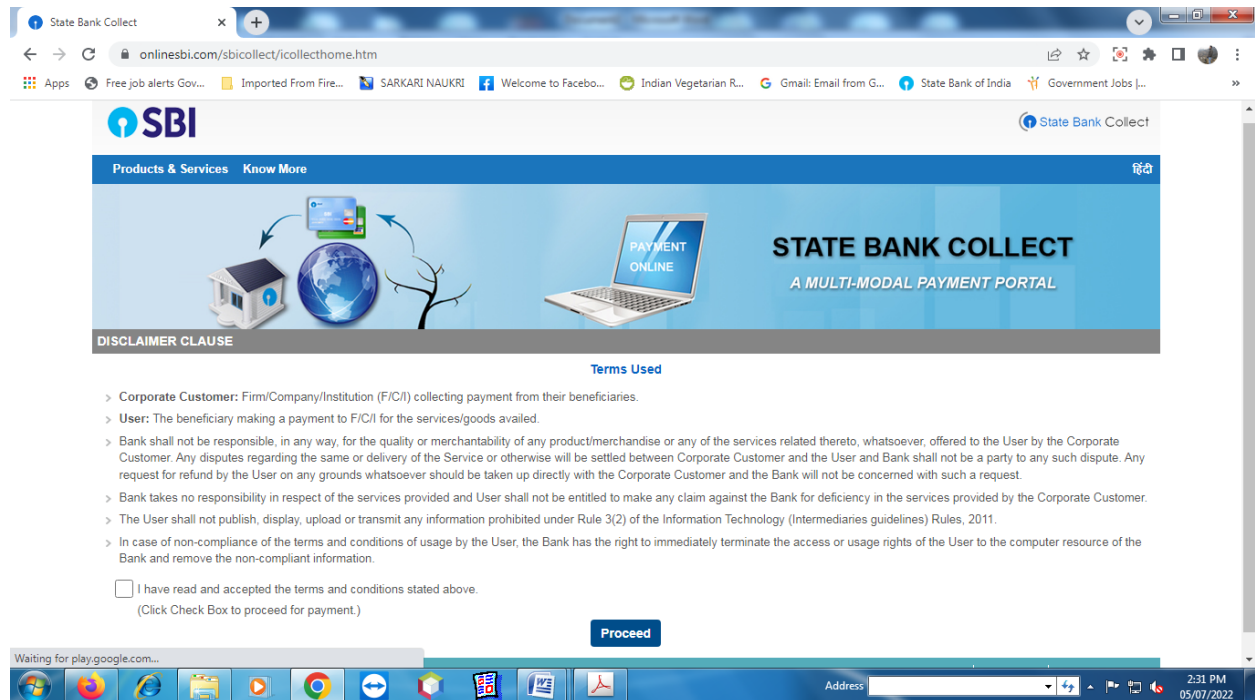 State Bank Collect
onlinesbi.com/sbicollect/icollecthome.htm
Apps Free job alerts Gov... Imported From Fire... SARKARI NAUKRI Welcome to Facebo... Indian Vegetarian R... Gmail: Email from G... State Bank of India Government Jobs |... »
SBI State Bank Collect
Products & Services Know More हिंदी
PAYMENT
ONLINE
STATE BANK COLLECT
A MULTI-MODAL PAYMENT PORTAL
DISCLAIMER CLAUSE
Terms Used
Corporate Customer: Firm/Company/Institution (F/C/I) collecting payment from their beneficiaries.
User: The beneficiary making a payment to F/C/I for the services/goods availed.
Bank shall not be responsible, in any way, for the quality or merchantability of any product/merchandise or any of the services related thereto, whatsoever, offered to the User by the Corporate
Customer. Any disputes regarding the same or delivery of the Service or otherwise will be settled between Corporate Customer and the User and Bank shall not be a party to any such dispute. Any
request for refund by the User on any grounds whatsoever should be taken up directly with the Corporate Customer and the Bank will not be concerned with such a request.
Bank takes no responsibility in respect of the services provided and User shall not be entitled to make any claim against the Bank for deficiency in the services provided by the Corporate Customer.
The User shall not publish, display, upload or transmit any information prohibited under Rule 3(2) of the Information Technology (Intermediaries guidelines) Rules, 2011.
In case of non-compliance of the terms and conditions of usage by the User, the Bank has the right to immediately terminate the access or usage rights of the User to the computer resource of the
Bank and remove the non-compliant information.
I have read and accepted the terms and conditions stated above.
(Click Check Box to proceed for payment.)
Proceed
Waiting for play.google.com...
Address
2:31 PM
05/07/2022